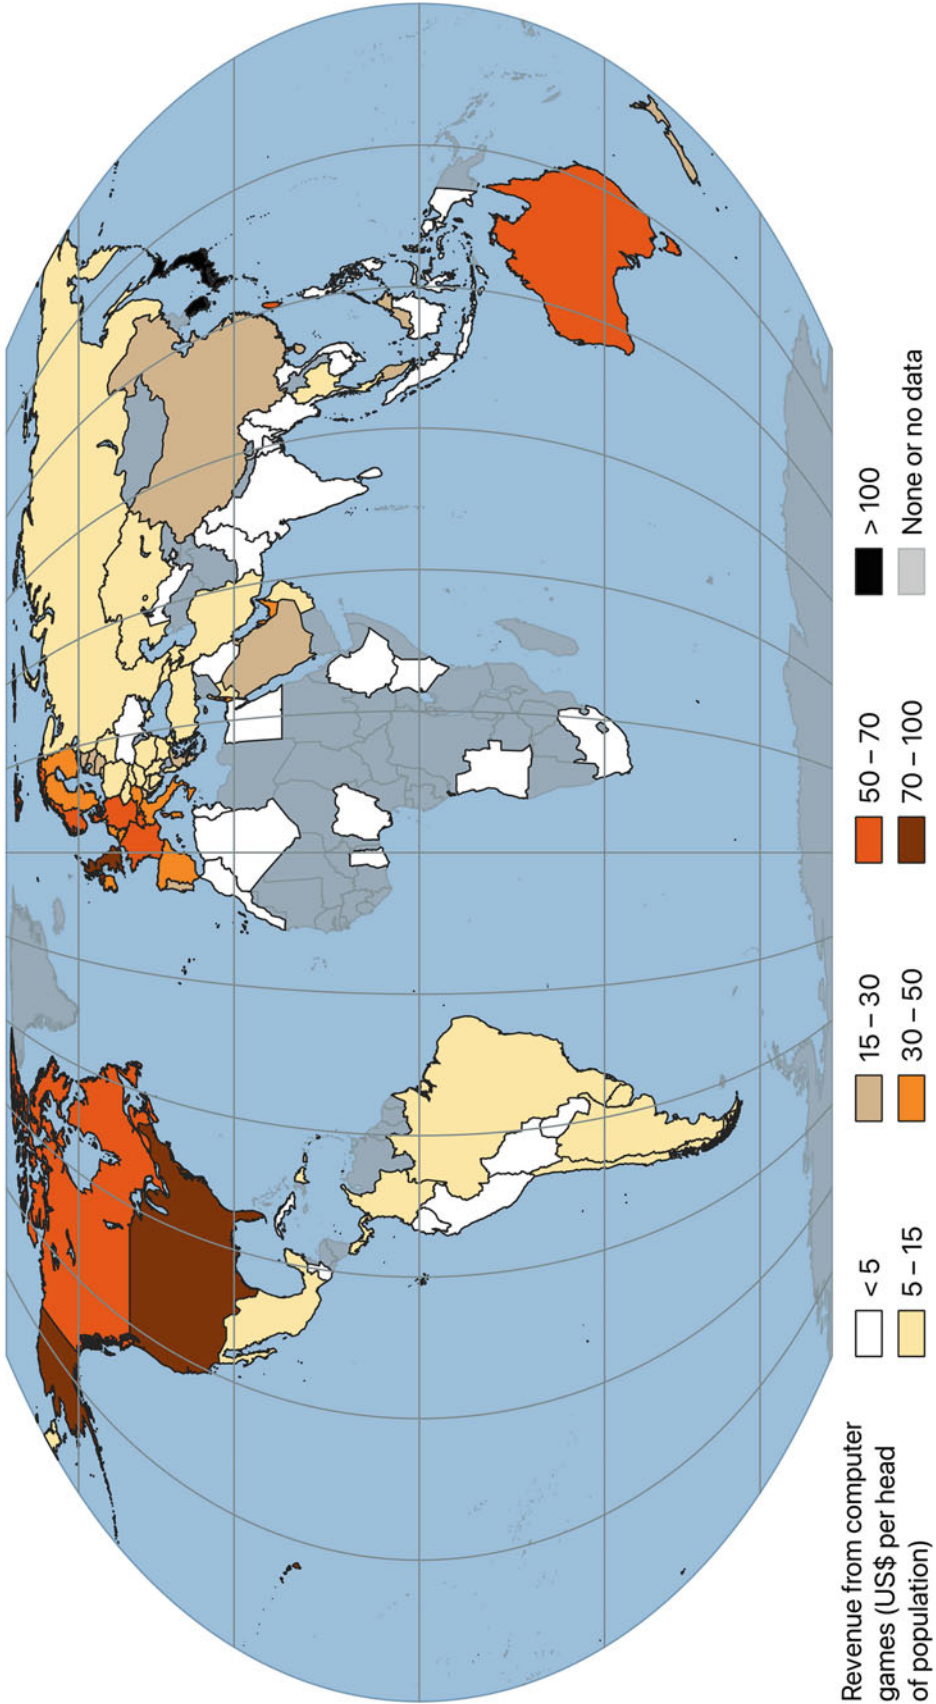 Revenue from computer
games (US$ per head
of population)
< 5
5 – 15
15 – 30
30 – 50
50 – 70
70 – 100
> 100
None or no data